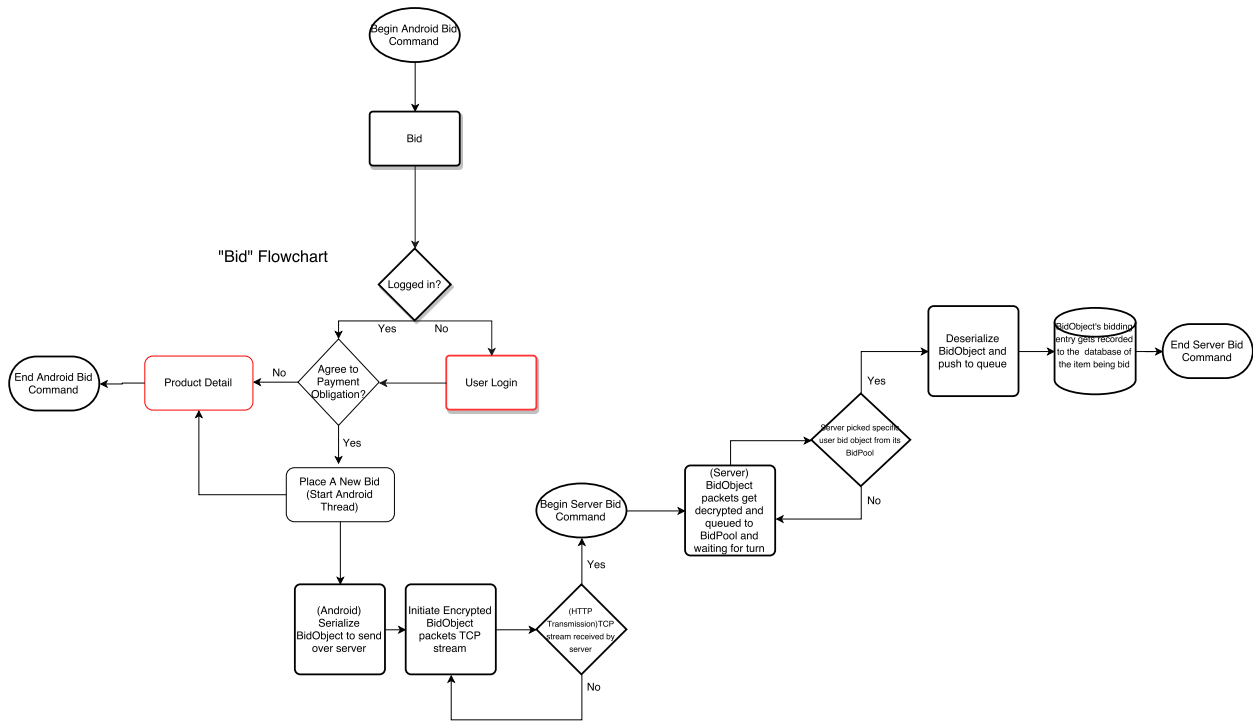 Begin Android Bid
Command
Bid
"Bid" Flowchart
Logged in?
Yes
No
End Android Bid
Command
Product Detail
No
Agree to
Payment
Obligation?
User Login
Yes
Place A New Bid
(Start Android
Thread)
(Android)
Serialize
BidObject to send
over server
Initiate Encrypted
BidObject
packets TCP
stream
(HTTP
Transmission)TCP
stream received by
server
No
Yes
Begin Server Bid
Command
(Server)
BidObject
packets get
decrypted and
queued to
BidPool and
waiting for turn
Server picked specific
user bid object from its
BidPool
No
Yes
Deserialize
BidObject and
push to queue
BidObject's bidding
entry gets recorded
to the database of
the item being bid
End Server Bid
Command